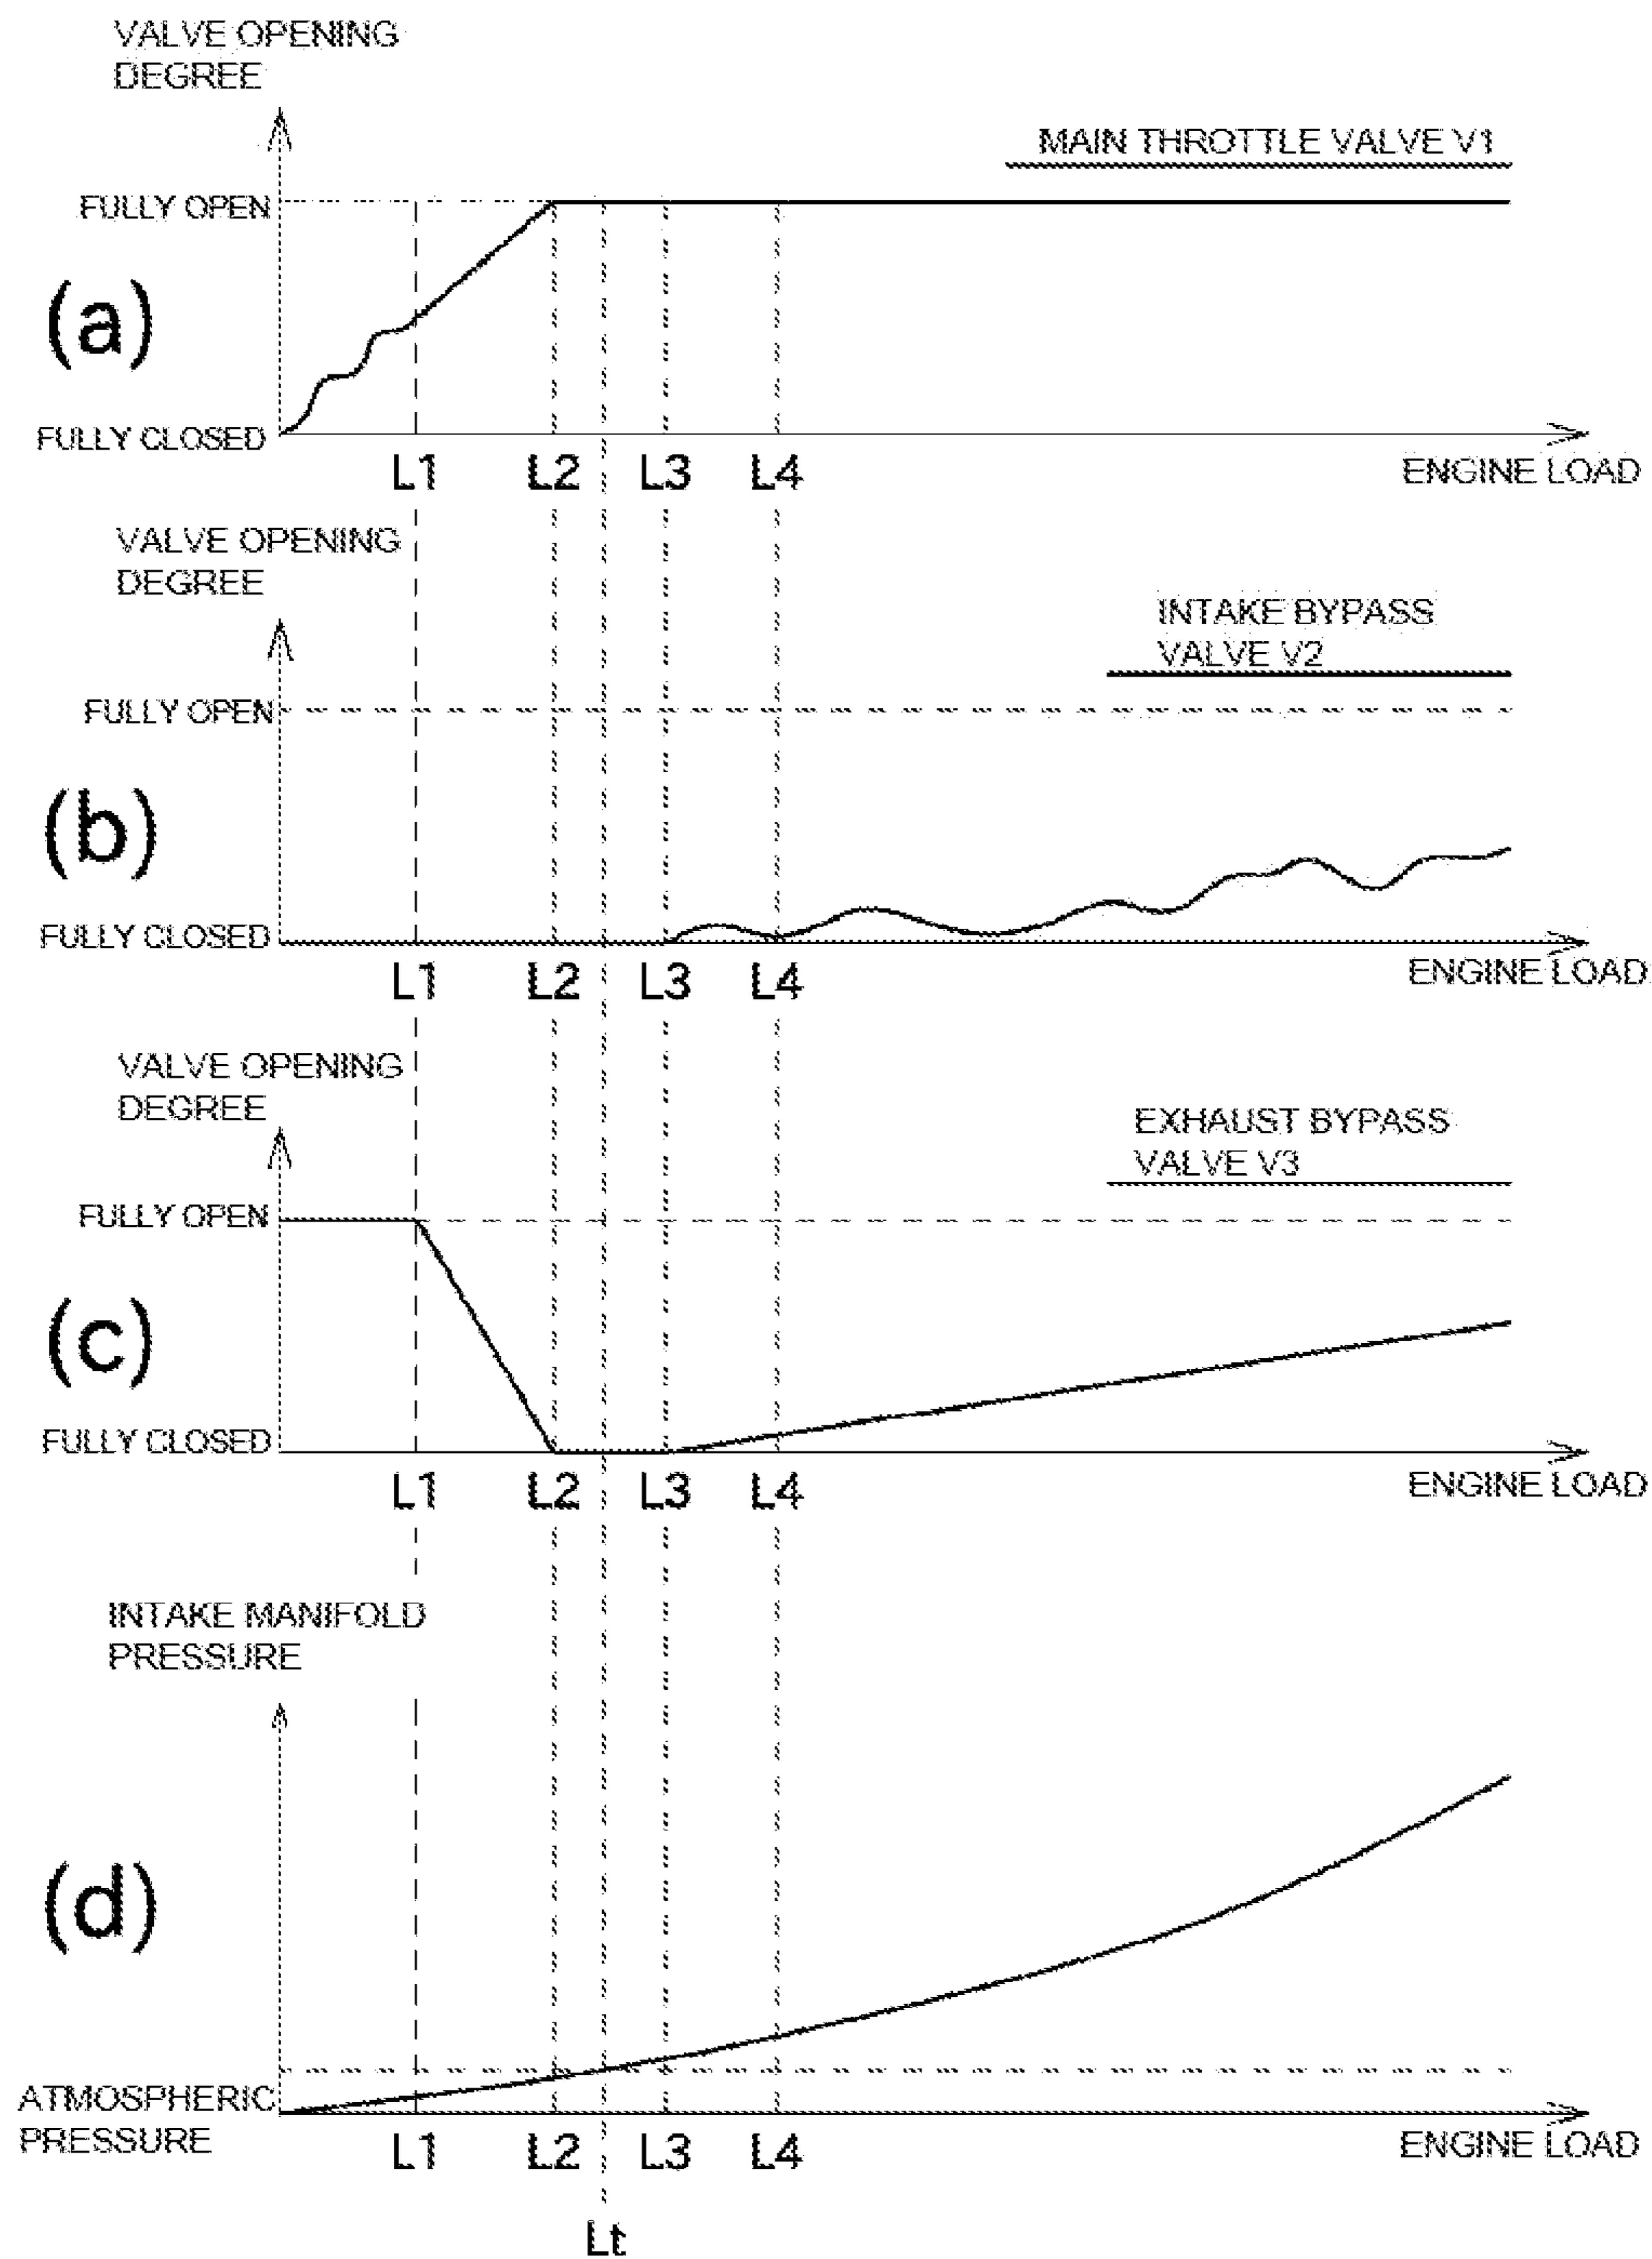 VALVE OPENING
DEGREE
MAIN THROTTLE VALVE V1
FULLY OPEN
(a)
FULLY CLOSED
L1 L2 L3 L4
ENGINE LOAD
VALVE OPENING
DEGREE
INTAKE BYPASS
VALVE V2
FULLY OPEN
(b)
FULLY CLOSED
L1 L2 L3 L4
ENGINE LOAD
VALVE OPENING
DEGREE
EXHAUST BYPASS
VALVE V3
FULLY OPEN
(c)
FULLY CLOSED
L1 L2 L3 L4
ENGINE LOAD
INTAKE MANIFOLD
PRESSURE
(d)
ATMOSPHERIC
PRESSURE
L1 L2 L3 L4
ENGINE LOAD
Lt